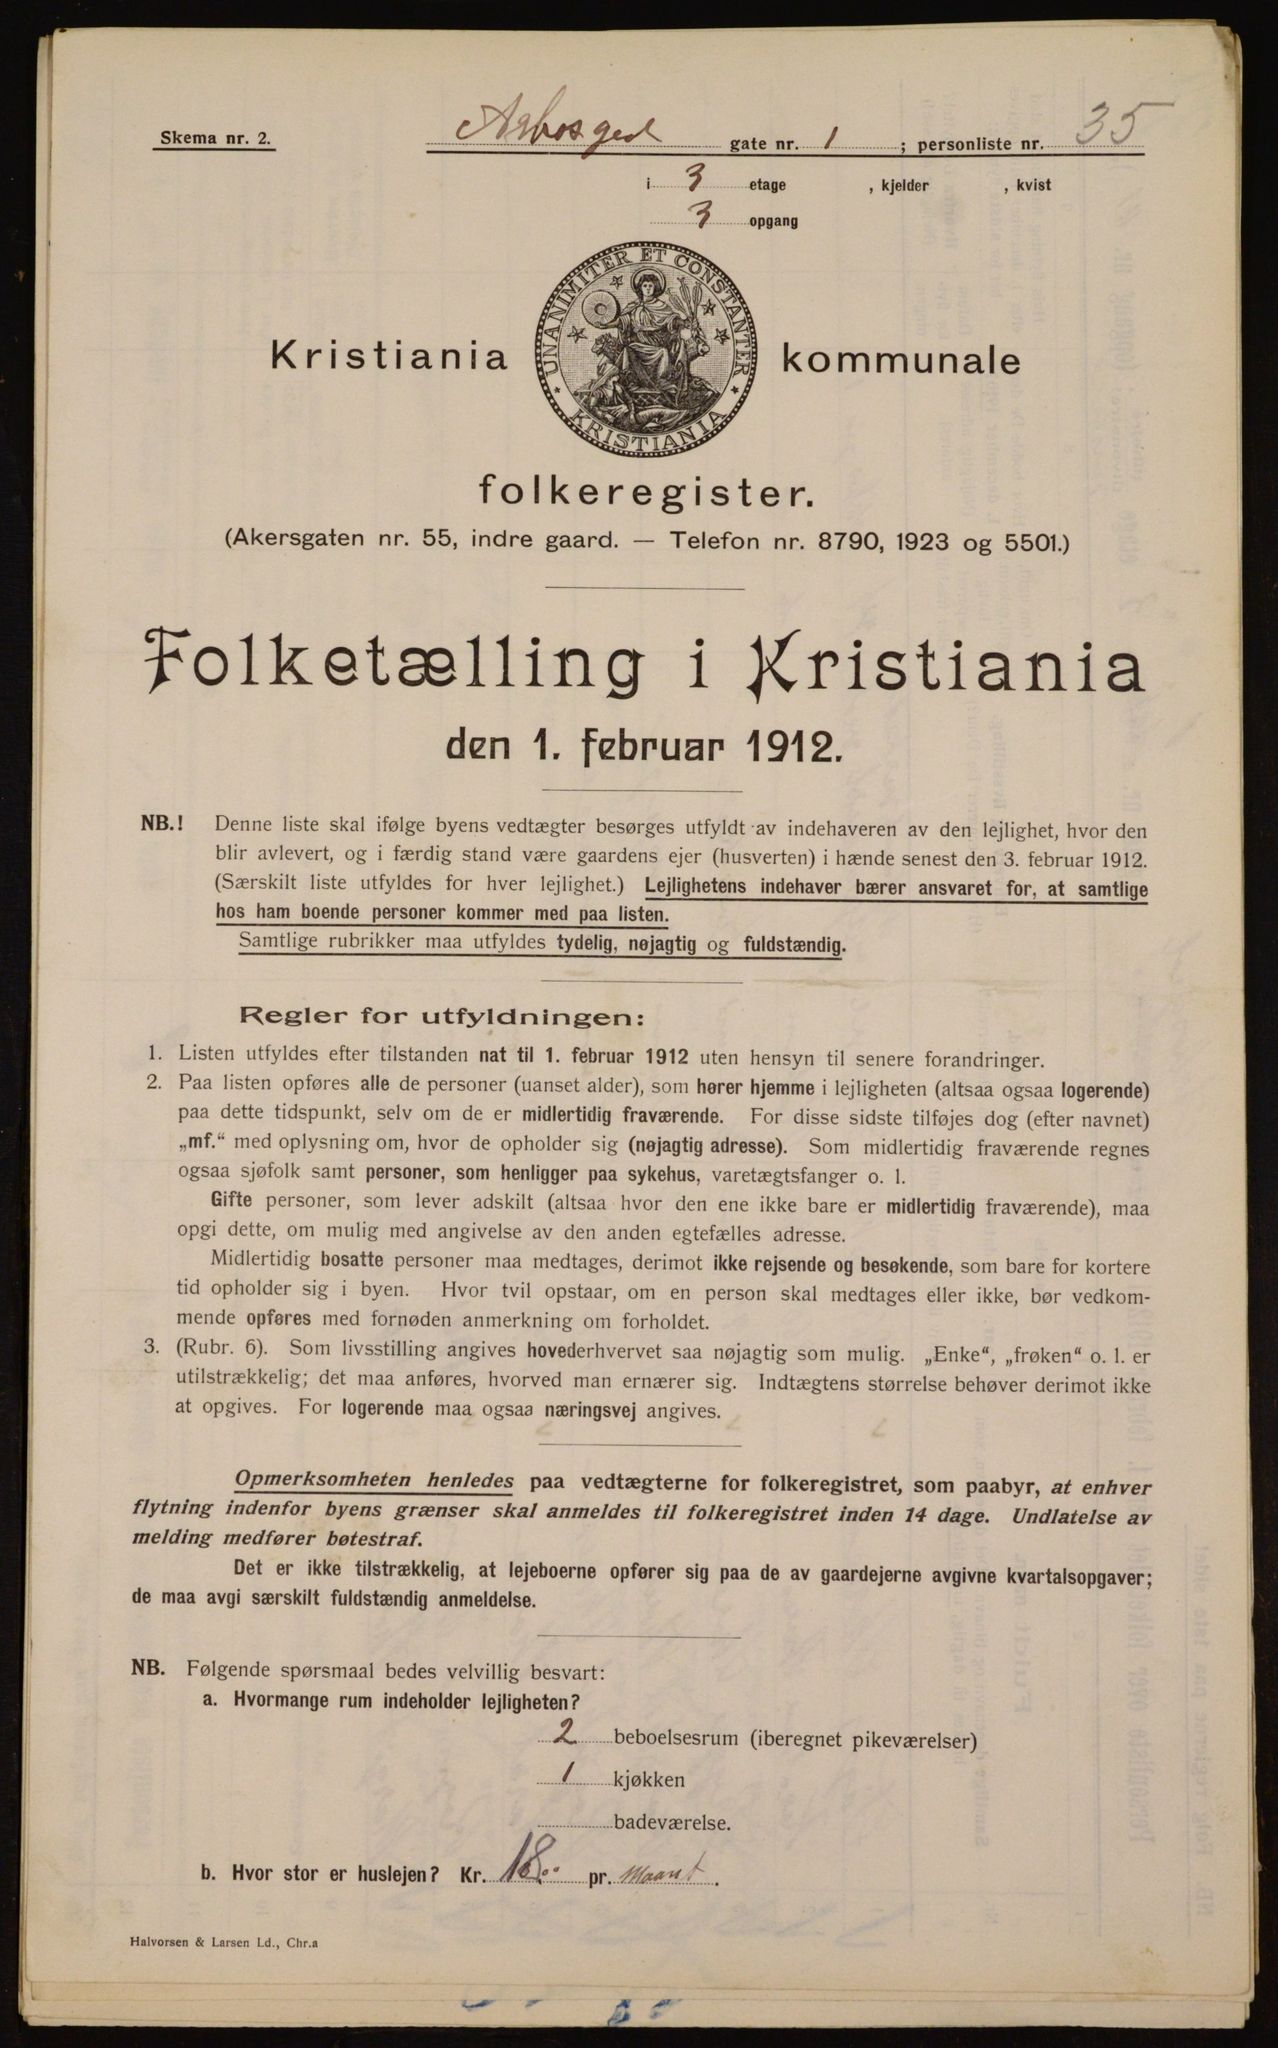 Skema nr. 2.
Arbosged gate nr. 1 ; personliste nr. 35
i 3 etage , kjelder , kvist
3 opgang
UNANIMITER ET CONSTANTER
KRISTIANIA
Kristiania kommunale
folkeregister.
(Akersgaten nr. 55, indre gaard. — Telefon nr. 8790, 1923 og 5501.)
Folketælling i Kristiania
den 1. februar 1912.
NB.! Denne liste skal ifølge byens vedtægter besørges utfyldt av indehaveren av den lejlighet, hvor den
blir avlevert, og i færdig stand være gaardens ejer (husverten) i hænde senest den 3. februar 1912.
(Særskilt liste utfyldes for hver lejlighet.) Lejlighetens indehaver bærer ansvaret for, at samtlige
hos ham boende personer kommer med paa listen.
Samtlige rubrikker maa utfyldes tydelig, nøjagtig og fuldstændig.
Regler for utfyldningen:
1. Listen utfyldes efter tilstanden nat til 1. februar 1912 uten hensyn til senere forandringer.
2. Paa listen opføres alle de personer (uanset alder), som hører hjemme i lejligheten (altsaa ogsaa logerende)
paa dette tidspunkt, selv om de er midlertidig fraværende. For disse sidste tilføjes dog (efter navnet)
„mf.“ med oplysning om, hvor de opholder sig (nøjagtig adresse). Som midlertidig fraværende regnes
ogsaa sjøfolk samt personer, som henligger paa sykehus, varetægtsfanger o. l.
Gifte personer, som lever adskilt (altsaa hvor den ene ikke bare er midlertidig fraværende), maa
opgi dette, om mulig med angivelse av den anden egtefælles adresse.
Midlertidig bosatte personer maa medtages, derimot ikke rejsende og besøkende, som bare for kortere
tid opholder sig i byen. Hvor tvil opstaar, om en person skal medtages eller ikke, bør vedkom-
mende opføres med fornøden anmerkning om forholdet.
3. (Rubr. 6). Som livsstilling angives hovederhvervet saa nøjagtig som mulig. „Enke“, „frøken“ o. l. er
utilstrækkelig; det maa anføres, hvorved man ernærer sig. Indtægtens størrelse behøver derimot ikke
at opgives. For logerende maa ogsaa næringsvej angives.
Opmerksomheten henledes paa vedtægterne for folkeregistret, som paabyr, at enhver
flytning indenfor byens grænser skal anmeldes til folkeregistret inden 14 dage. Undlatelse av
melding medfører bøtestraf.
Det er ikke tilstrækkelig, at lejeboerne opfører sig paa de av gaardejerne avgivne kvartalsopgaver;
de maa avgi særskilt fuldstændig anmeldelse.
NB. Følgende spørsmaal bedes velvillig besvart:
a. Hvormange rum indeholder lejligheten?
2 beboelsesrum (iberegnet pikeværelser)
1 kjøkken
badeværelse.
b. Hvor stor er huslejen? Kr. 18.00 pr. Maant.
Halvorsen & Larsen Ld., Chr.a